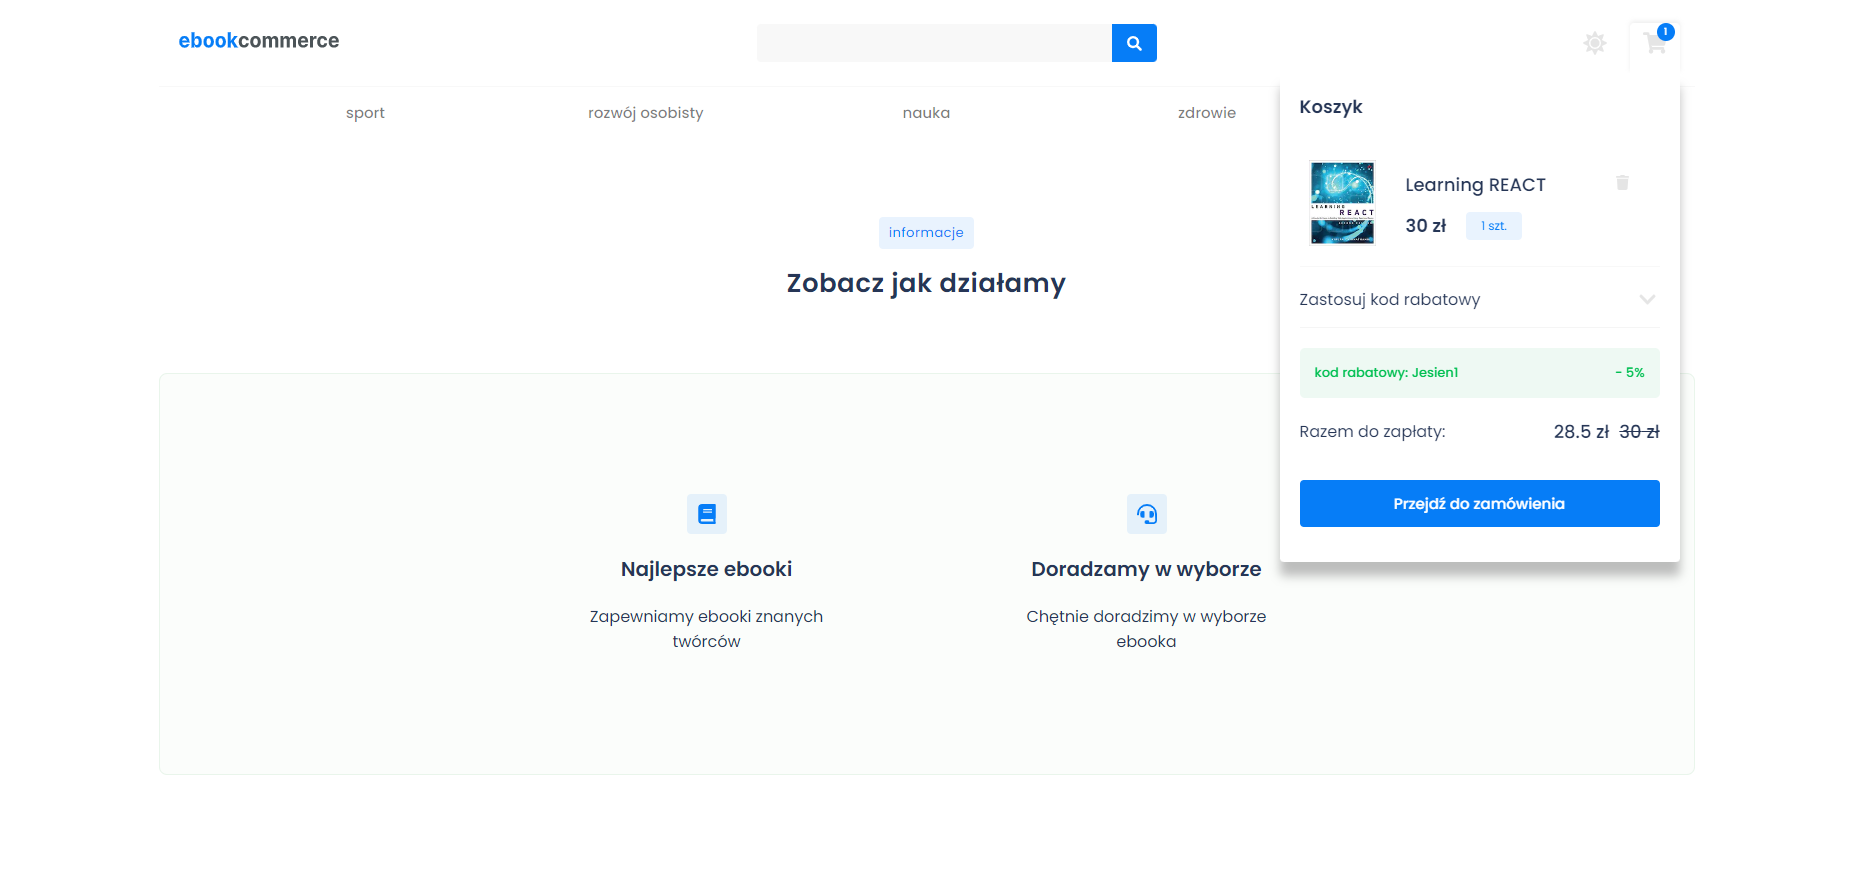 ebookcommerce
1
sport
rozwój osobisty
nauka
zdrowie
Koszyk
LEARNING
REACT
Learning REACT
30 zł
1 szt.
informacje
Zobacz jak działamy
Zastosuj kod rabatowy
kod rabatowy: Jesien1
- 5%
Razem do zapłaty:
28.5 zł 30 zł
Przejdź do zamówienia
Najlepsze ebooki
Zapewniamy ebooki znanych
twórców
Doradzamy w wyborze
Chętnie doradzimy w wyborze
ebooka